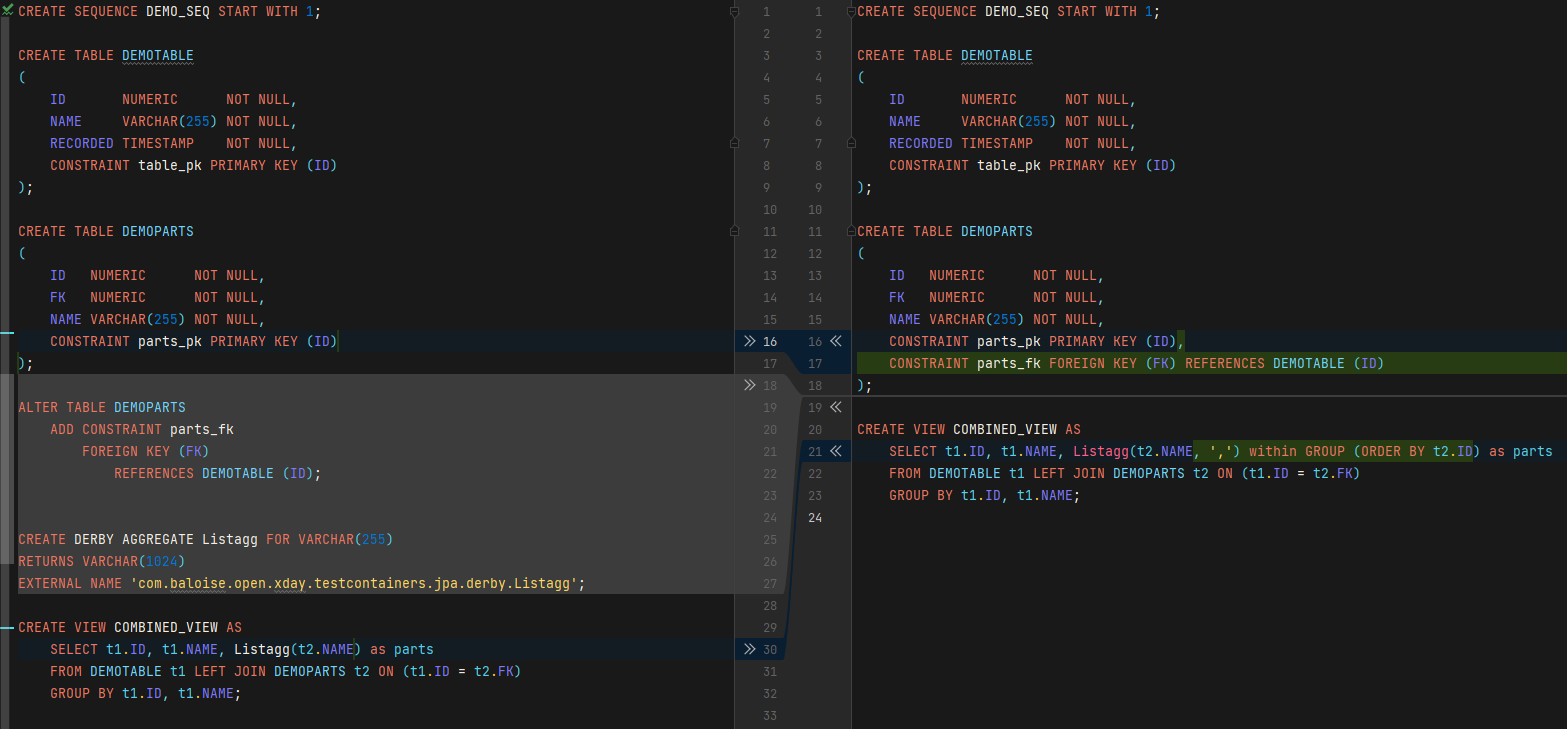 CREATE SEQUENCE DEMO_SEQ START WITH 1;
CREATE TABLE DEMOTABLE
(
    ID       NUMERIC      NOT NULL,
    NAME     VARCHAR(255) NOT NULL,
    RECORDED TIMESTAMP    NOT NULL,
    CONSTRAINT table_pk PRIMARY KEY (ID)
);
CREATE TABLE DEMOPARTS
(
    ID   NUMERIC      NOT NULL,
    FK   NUMERIC      NOT NULL,
    NAME VARCHAR(255) NOT NULL,
    CONSTRAINT parts_pk PRIMARY KEY (ID)
);
ALTER TABLE DEMOPARTS
    ADD CONSTRAINT parts_fk
        FOREIGN KEY (FK)
            REFERENCES DEMOTABLE (ID);
CREATE DERBY AGGREGATE Listagg FOR VARCHAR(255)
RETURNS VARCHAR(1024)
EXTERNAL NAME 'com.baloise.open.xday.testcontainers.jpa.derby.Listagg';
CREATE VIEW COMBINED_VIEW AS
    SELECT t1.ID, t1.NAME, Listagg(t2.NAME) as parts
    FROM DEMOTABLE t1 LEFT JOIN DEMOPARTS t2 ON (t1.ID = t2.FK)
    GROUP BY t1.ID, t1.NAME;
1 1
2 2
3 3
4 4
5 5
6 6
7 7
8 8
9 9
10 10
11 11
12 12
13 13
14 14
15 15
16 16
17 17
18 18
19 19
20 20
21 21
22 22
23 23
24 24
25
26
27
28
29
30
31
32
33
CREATE SEQUENCE DEMO_SEQ START WITH 1;
CREATE TABLE DEMOTABLE
(
    ID       NUMERIC      NOT NULL,
    NAME     VARCHAR(255) NOT NULL,
    RECORDED TIMESTAMP    NOT NULL,
    CONSTRAINT table_pk PRIMARY KEY (ID)
);
CREATE TABLE DEMOPARTS
(
    ID   NUMERIC      NOT NULL,
    FK   NUMERIC      NOT NULL,
    NAME VARCHAR(255) NOT NULL,
    CONSTRAINT parts_pk PRIMARY KEY (ID),
    CONSTRAINT parts_fk FOREIGN KEY (FK) REFERENCES DEMOTABLE (ID)
);
CREATE VIEW COMBINED_VIEW AS
    SELECT t1.ID, t1.NAME, Listagg(t2.NAME, ',') within GROUP (ORDER BY t2.ID) as parts
    FROM DEMOTABLE t1 LEFT JOIN DEMOPARTS t2 ON (t1.ID = t2.FK)
    GROUP BY t1.ID, t1.NAME;